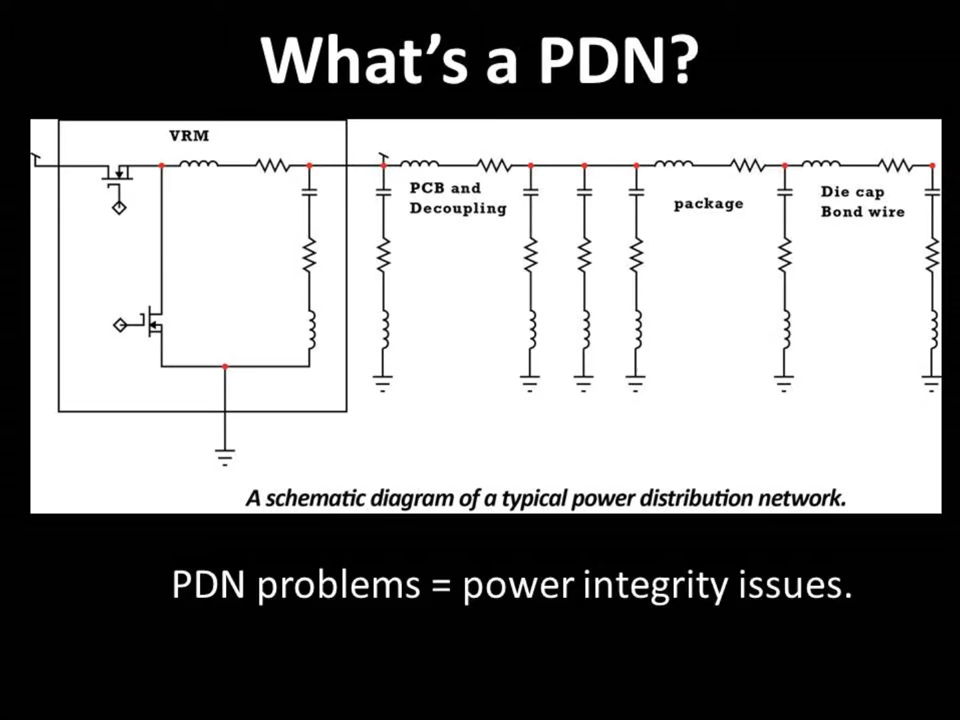 What's a PDN?
VRM
PCB and
Decoupling
package
Die cap
Bond wire
A schematic diagram of a typical power distribution network.
PDN problems = power integrity issues.